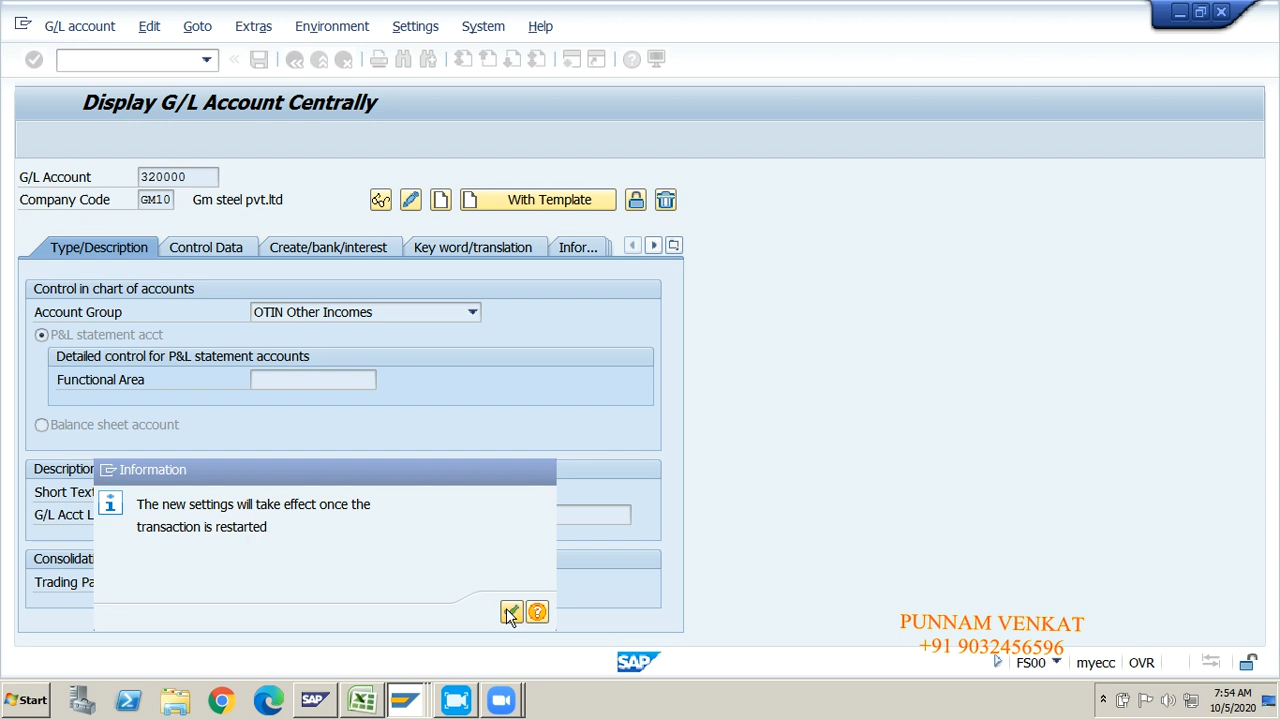 G/L account Edit Goto Extras Environment Settings System Help
Display G/L Account Centrally
G/L Account 320000
Company Code GM10 Gm steel pvt.ltd With Template
Type/Description Control Data Create/bank/interest Key word/translation Infor...
Control in chart of accounts
Account Group OTIN Other Incomes
P&L statement acct
Detailed control for P&L statement accounts
Functional Area
Balance sheet account
Description
Short Text
G/L Acct L
Consolidati
Trading Pa
Information
The new settings will take effect once the
transaction is restarted
PUNNAM VENKAT
+91 9032456596
SAP FS00 myecc OVR
Start SAP 7:54 AM
10/5/2020